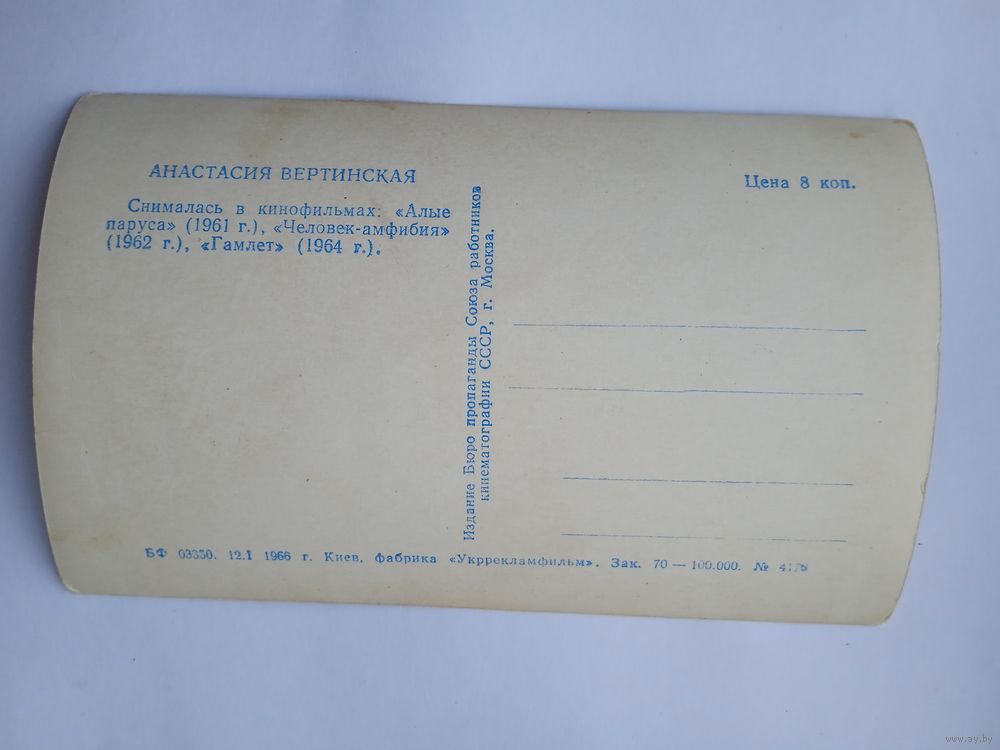 АНАСТАСИЯ ВЕРТИНСКАЯ
Снималась в кинофильмах: «Алые
паруса» (1961 г.), «Человек-амфибия»
(1962 г.), «Гамлет» (1964 г.).
Издание Бюро пропаганды Союза работников
кинематографии СССР, г. Москва.
Цена 8 коп.
БФ 03350. 12.I 1966 г. Киев, фабрика «Укррекламфильм». Зак. 70 — 100.000. №
www.ay.by